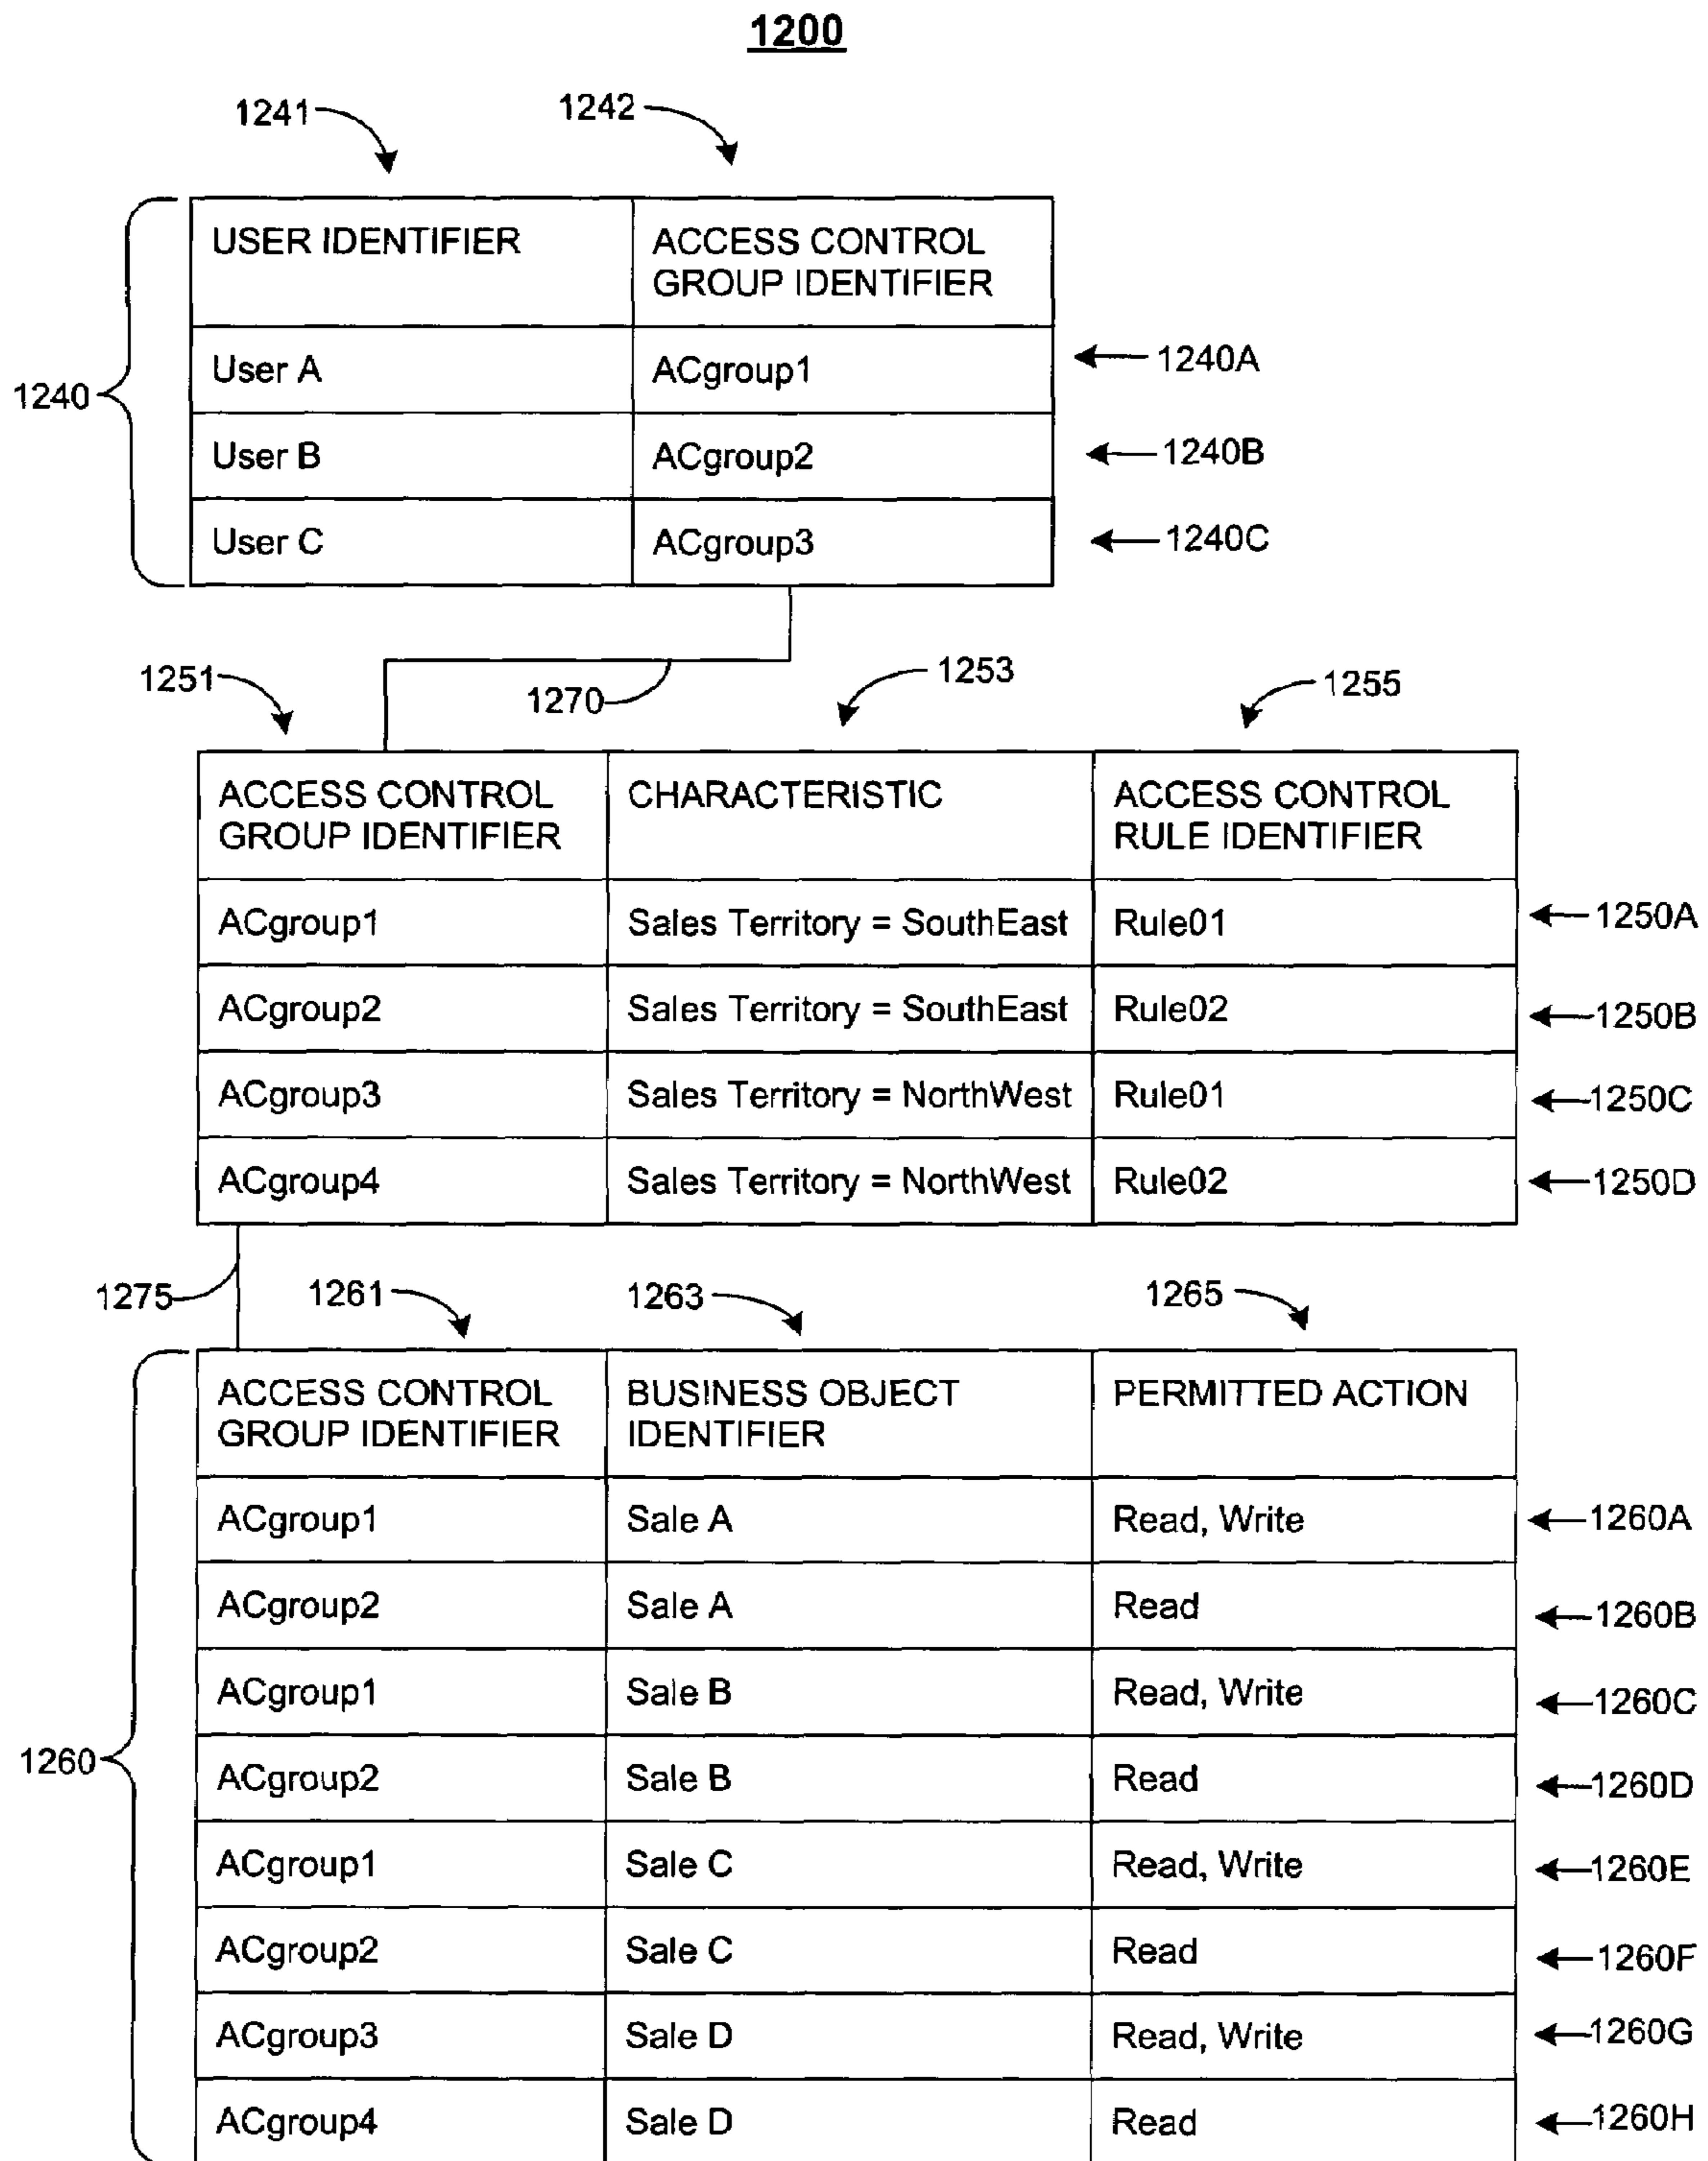 1200
1241 1242
USER IDENTIFIER ACCESS CONTROL
GROUP IDENTIFIER
User A ACgroup1 1240A
1240
User B ACgroup2 1240B
User C ACgroup3 1240C
1251 1270 1253 1255
ACCESS CONTROL CHARACTERISTIC ACCESS CONTROL
GROUP IDENTIFIER RULE IDENTIFIER
ACgroup1 Sales Territory = SouthEast Rule01 1250A
ACgroup2 Sales Territory = SouthEast Rule02 1250B
ACgroup3 Sales Territory = NorthWest Rule01 1250C
ACgroup4 Sales Territory = NorthWest Rule02 1250D
1275 1261 1263 1265
ACCESS CONTROL BUSINESS OBJECT PERMITTED ACTION
GROUP IDENTIFIER IDENTIFIER
ACgroup1 Sale A Read, Write 1260A
ACgroup2 Sale A Read 1260B
ACgroup1 Sale B Read, Write 1260C
1260 ACgroup2 Sale B Read 1260D
ACgroup1 Sale C Read, Write 1260E
ACgroup2 Sale C Read 1260F
ACgroup3 Sale D Read, Write 1260G
ACgroup4 Sale D Read 1260H